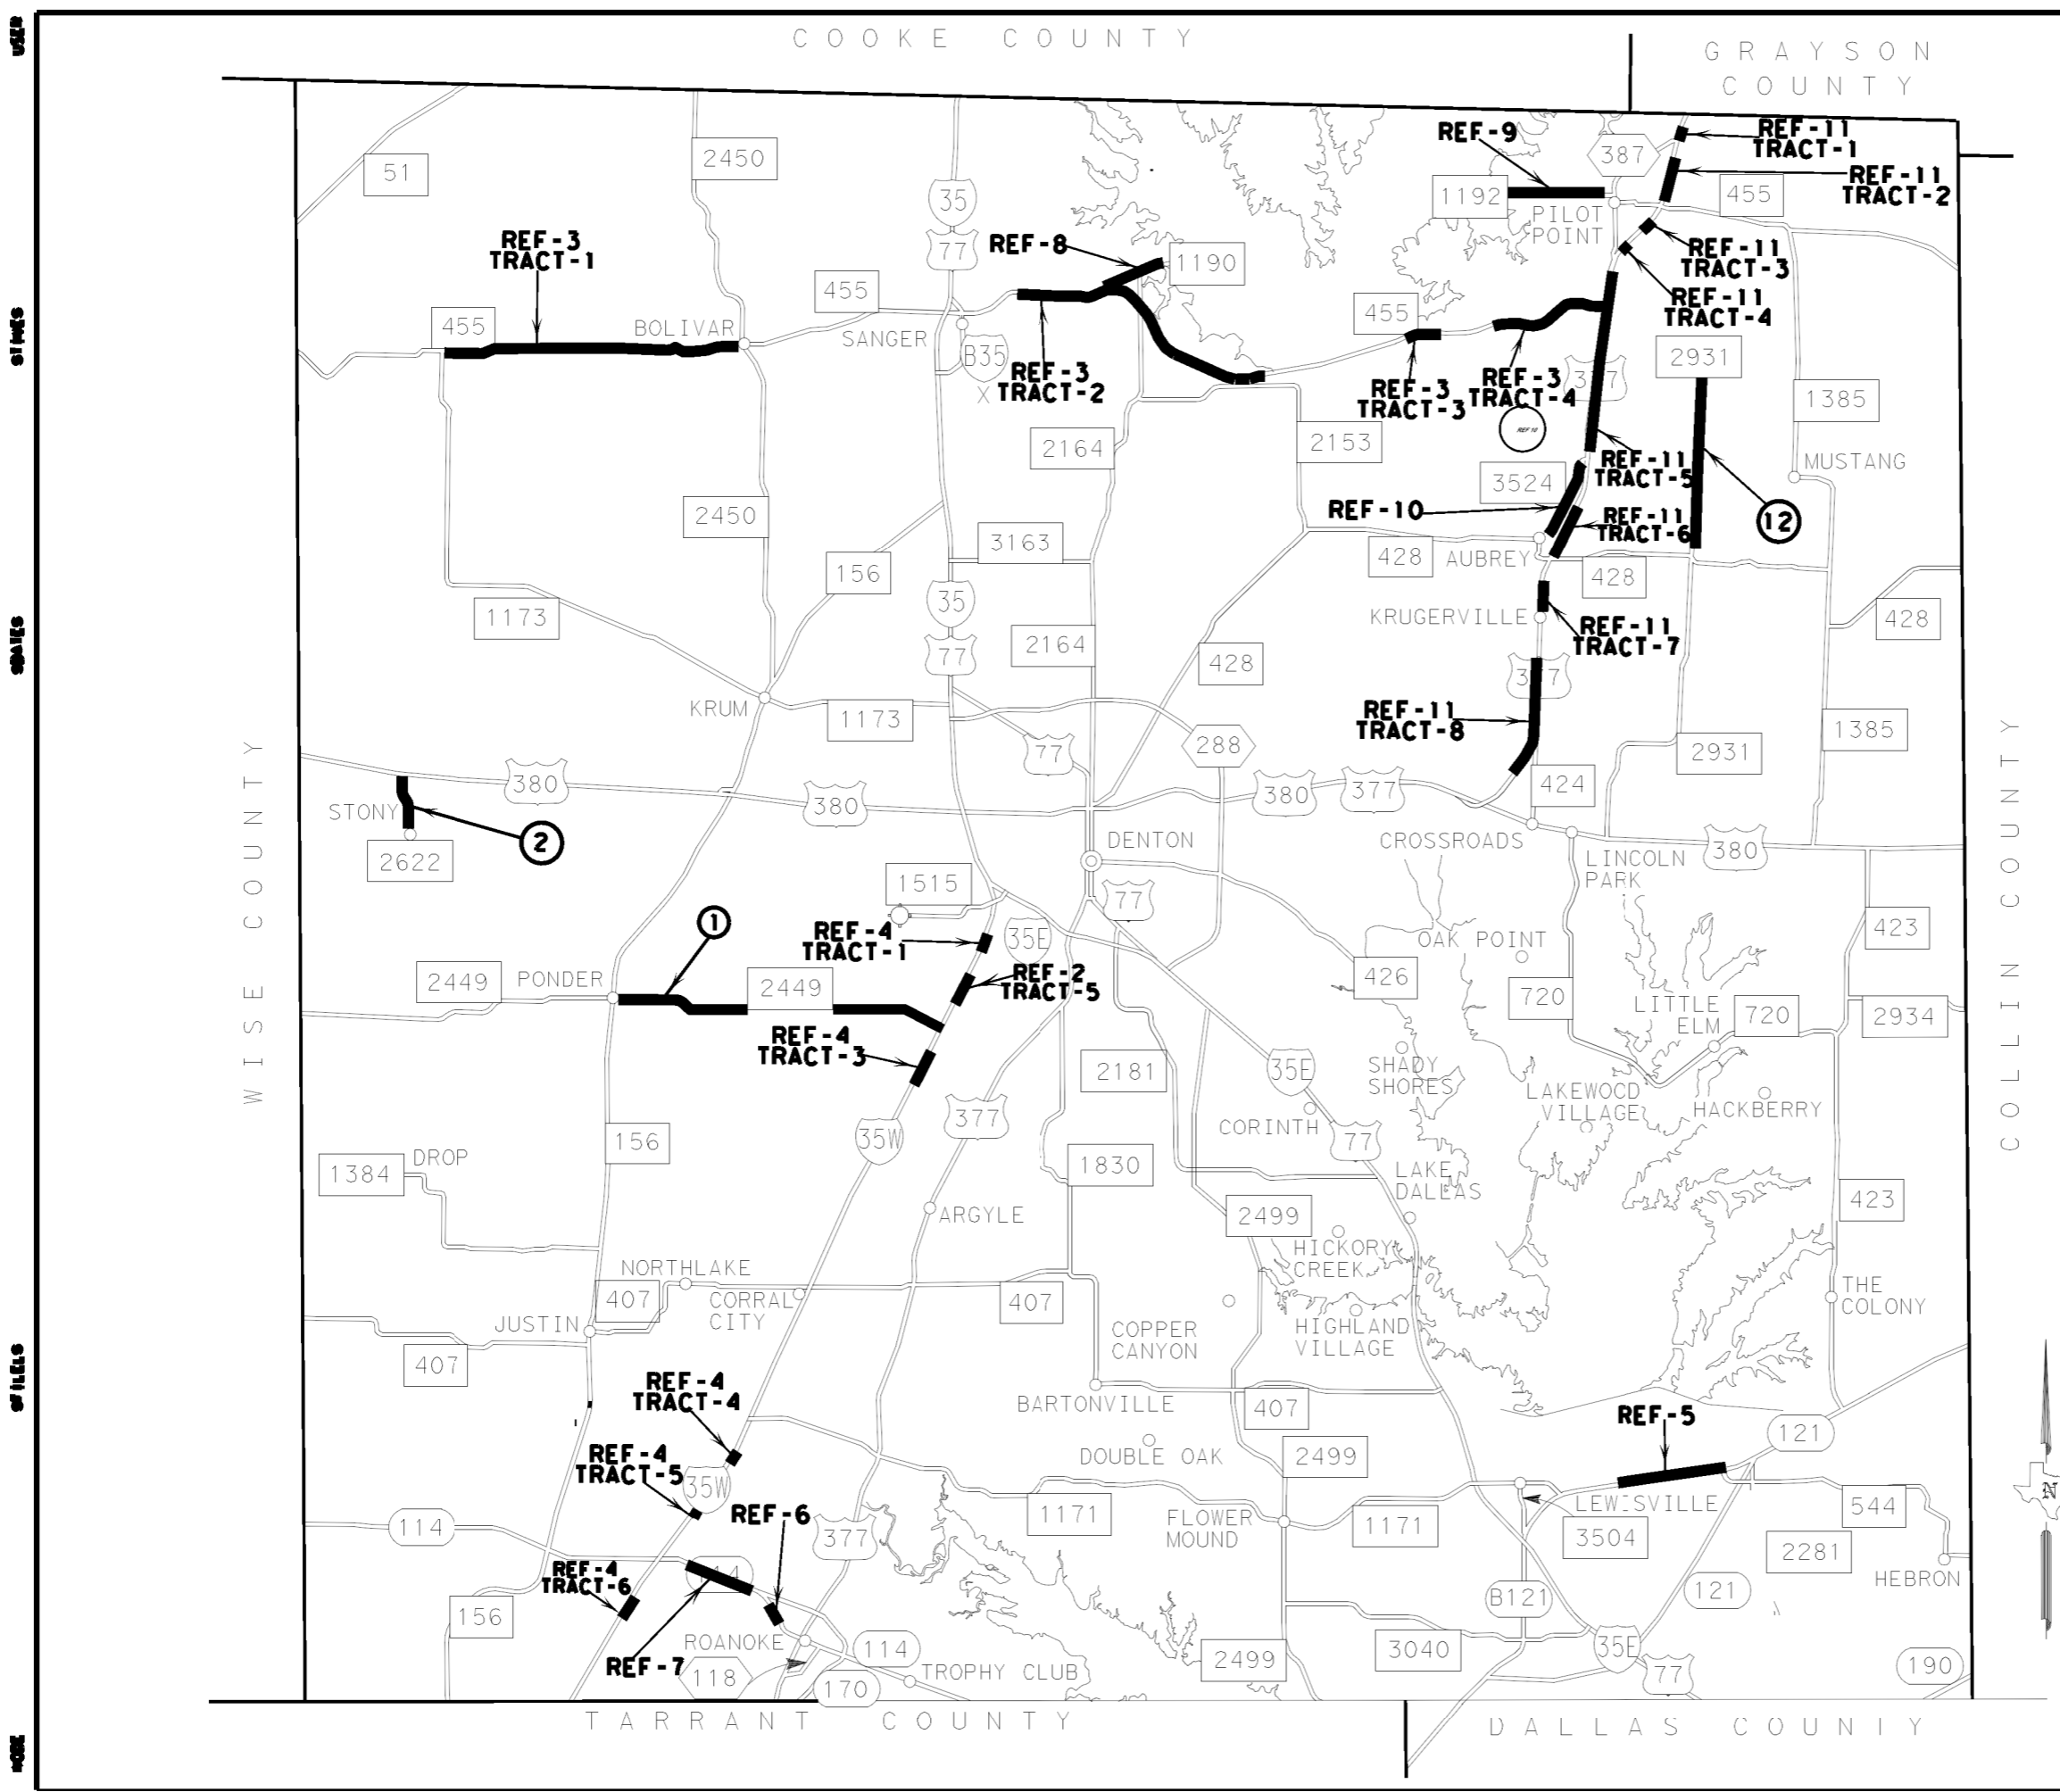 COOKE COUNTY
GRAYSON
COUNTY
REF-9
387
REF-11
TRACT-1
51
2450
35
1192
PILOT
POINT
455
REF-11
TRACT-2
REF-3
TRACT-1
77
REF-8
1190
REF-11
TRACT-3
455
455
455
REF-11
TRACT-4
BOLIVAR
SANGER
B35
X
REF-3
TRACT-2
REF-3
TRACT-3
REF-3
TRACT-4
REF 10
2931
1385
2164
2153
REF-11
TRACT-5
MUSTANG
3524
2450
REF-10
REF-11
TRACT-6
12
3163
156
428
AUBREY
428
1173
35
KRUGERVILLE
428
77
2164
428
REF-11
TRACT-7
KRUM
1173
REF-11
TRACT-8
288
77
2931
1385
WISE COUNTY
COLLIN COUNTY
380
380
380
377
424
STONY
2
2622
DENTON
CROSSROADS
LINCOLN
PARK
380
1515
77
1
REF-4
TRACT-1
35E
OAK POINT
423
2449
PONDER
2449
REF-2
TRACT-5
426
720
LITTLE
ELM
720
2934
REF-4
TRACT-3
2181
35E
SHADY
SHORES
LAKEWOOD
VILLAGE
HACKBERRY
377
35W
CORINTH
77
156
DROP
1384
1830
LAKE
DALLAS
423
ARGYLE
2499
HICKORY
CREEK
NORTHLAKE
407
CORRAL
CITY
407
THE
COLONY
JUSTIN
407
COPPER
CANYON
HIGHLAND
VILLAGE
REF-4
TRACT-4
BARTONVILLE
407
REF-5
121
DOUBLE OAK
2499
REF-4
TRACT-5
35W
REF-6
1171
FLOWER
MOUND
1171
LEWISVILLE
3504
544
114
377
2281
HEBRON
REF-4
TRACT-6
156
B121
121
ROANOKE
114
3040
35E
REF-7
118
170
TROPHY CLUB
2499
77
190
TARRANT COUNTY
DALLAS COUNTY
N